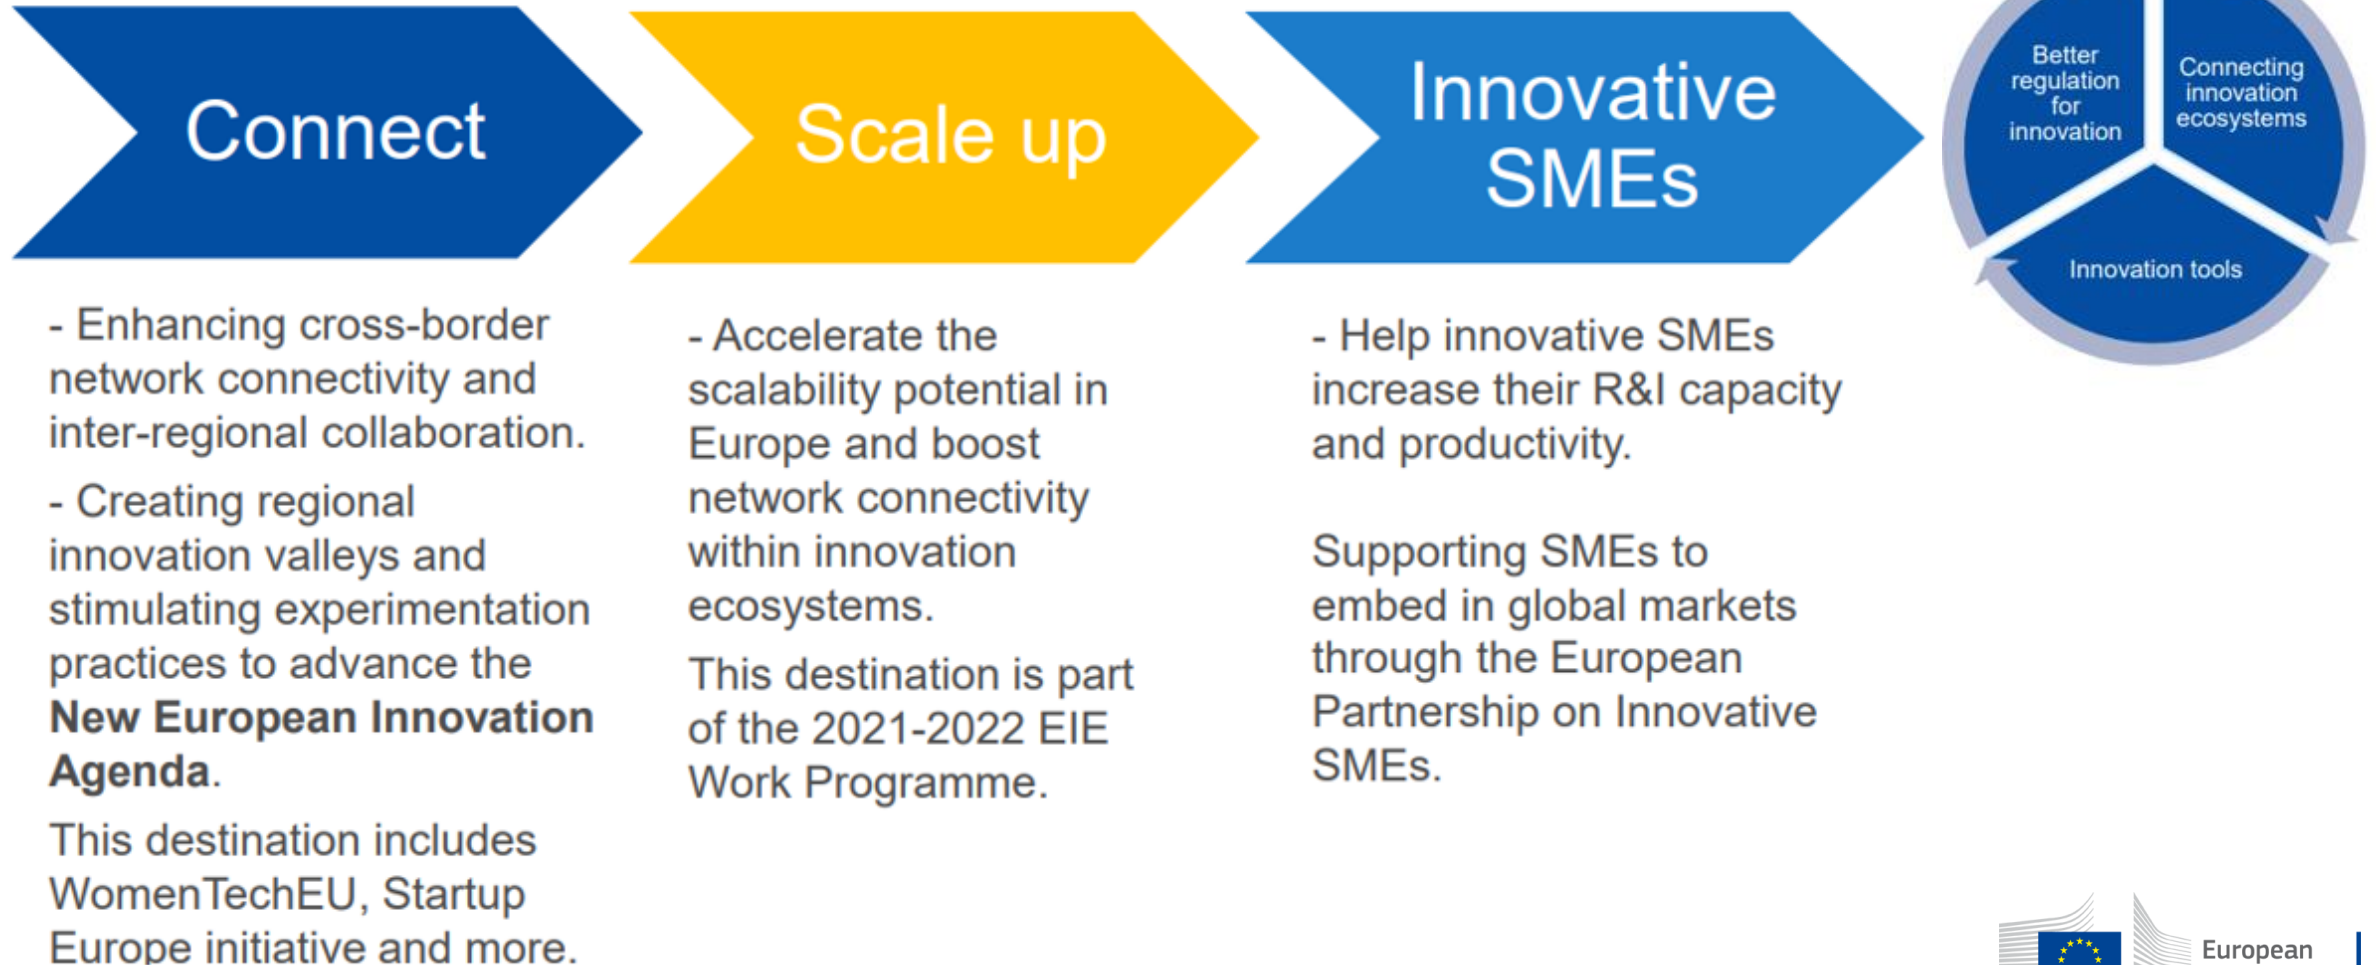 Connect
- Enhancing cross-border
network connectivity and
inter-regional collaboration.
- Creating regional
innovation valleys and
stimulating experimentation
practices to advance the
New European Innovation
Agenda.
This destination includes
WomenTechEU, Startup
Europe initiative and more.
Scale up
- Accelerate the
scalability potential in
Europe and boost
network connectivity
within innovation
ecosystems.
This destination is part
of the 2021-2022 EIE
Work Programme.
Innovative
SMEs
- Help innovative SMEs
increase their R&I capacity
and productivity.
Supporting SMEs to
embed in global markets
through the European
Partnership on Innovative
SMEs.
Better
regulation
for
innovation
Connecting
innovation
ecosystems
Innovation tools
European